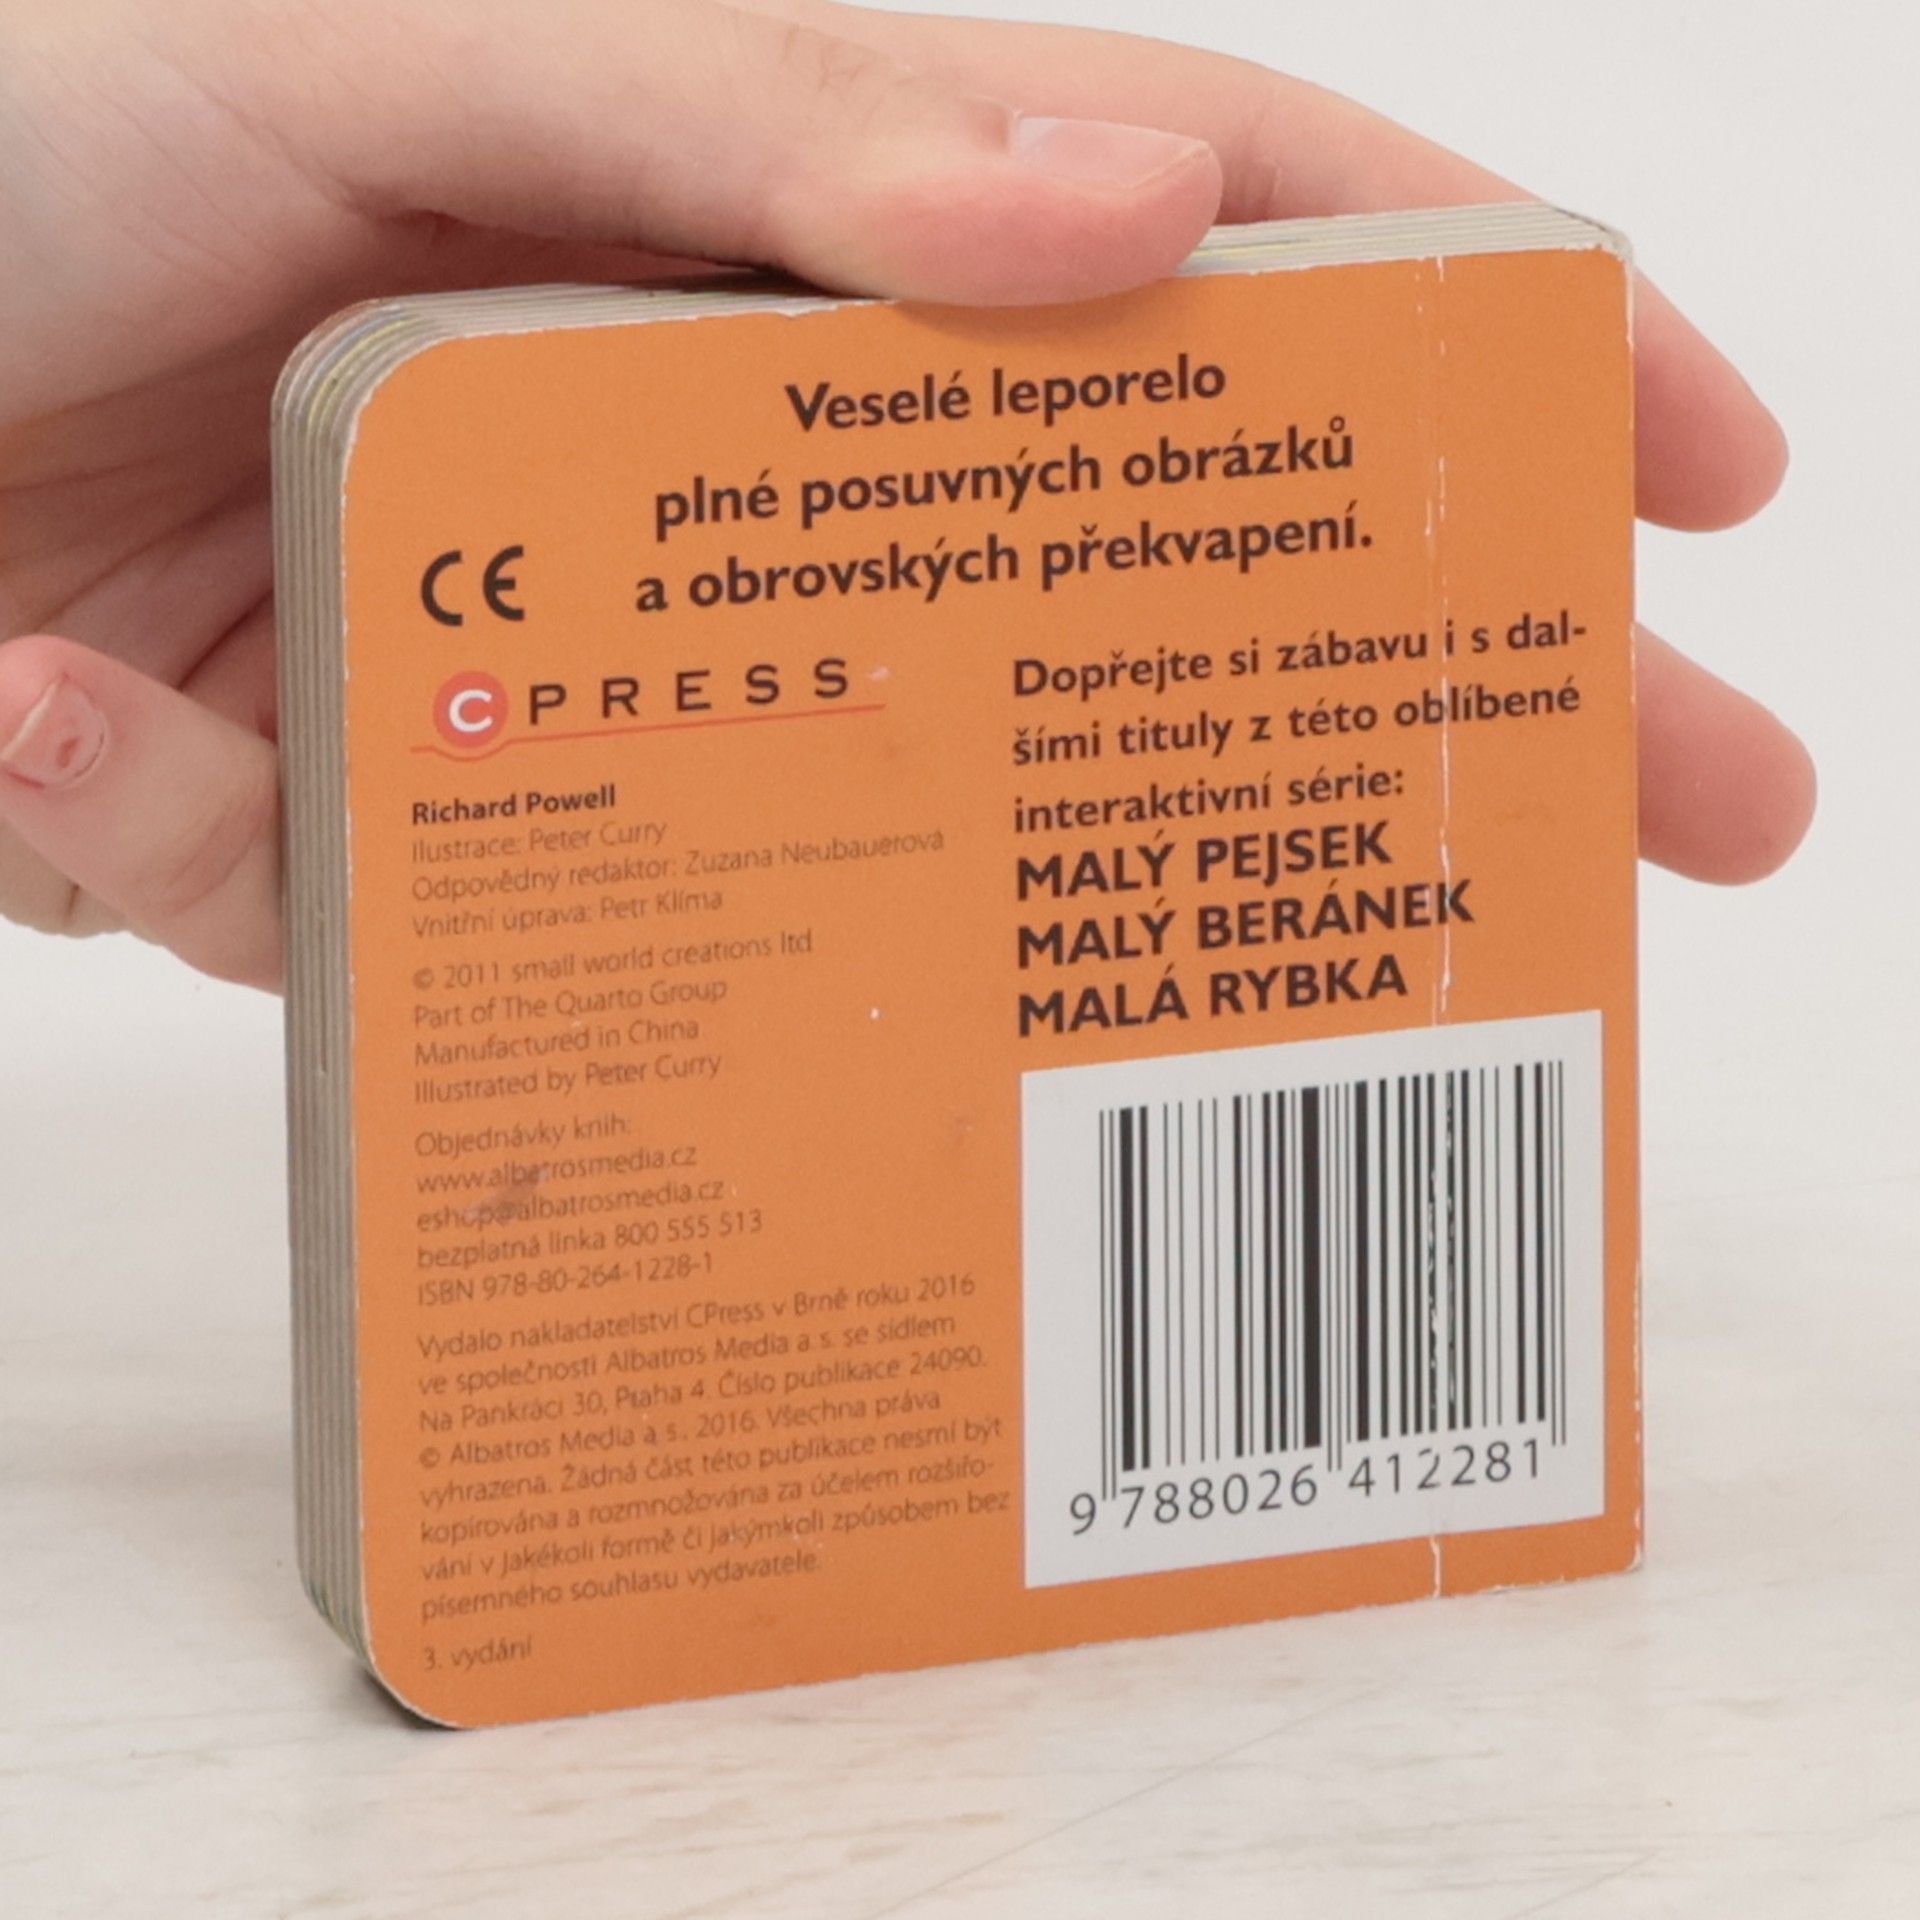 Veselé leporelo
plné posuvných obrázků
a obrovských překvapení.
CE
CPRESS
Richard Powell
Ilustrace: Peter Curry
Odpovědný redaktor: Zuzana Neubauerová
Vnitřní úprava: Petr Klíma
© 2011 small world creations ltd
Part of The Quarto Group
Manufactured in China
Illustrated by Peter Curry
Objednávky knih:
www.albatrosmedia.cz
eshop@albatrosmedia.cz
bezplatná linka 800 555 513
ISBN 978-80-264-1228-1
Vydalo nakladatelství CPress v Brně roku 2016
ve společnosti Albatros Media a. s. se sídlem
Na Pankráci 30, Praha 4. Číslo publikace 24090.
© Albatros Media a. s., 2016. Všechna práva
vyhrazena. Žádná část této publikace nesmí být
kopírována a rozmnožována za účelem rozšiřo-
vání v jakékoli formě či jakýmkoli způsobem bez
písemného souhlasu vydavatele.
3. vydání
Dopřejte si zábavu i s dal-
šími tituly z této oblíbené
interaktivní série:
MALÝ PEJSEK
MALÝ BERÁNEK
MALÁ RYBKA
9 788026 412281